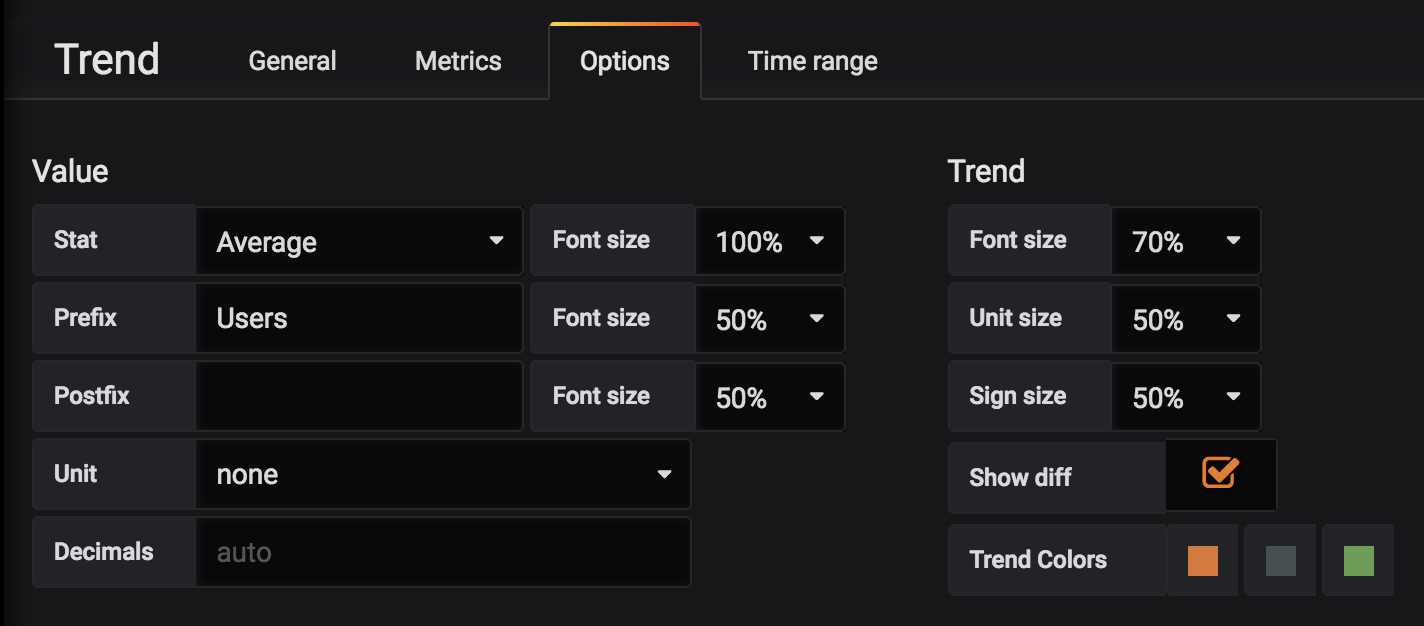 Trend General Metrics Options Time range
Value
Stat Average Font size 100%
Prefix Users Font size 50%
Postfix Font size 50%
Unit none
Decimals auto
Trend
Font size 70%
Unit size 50%
Sign size 50%
Show diff
Trend Colors